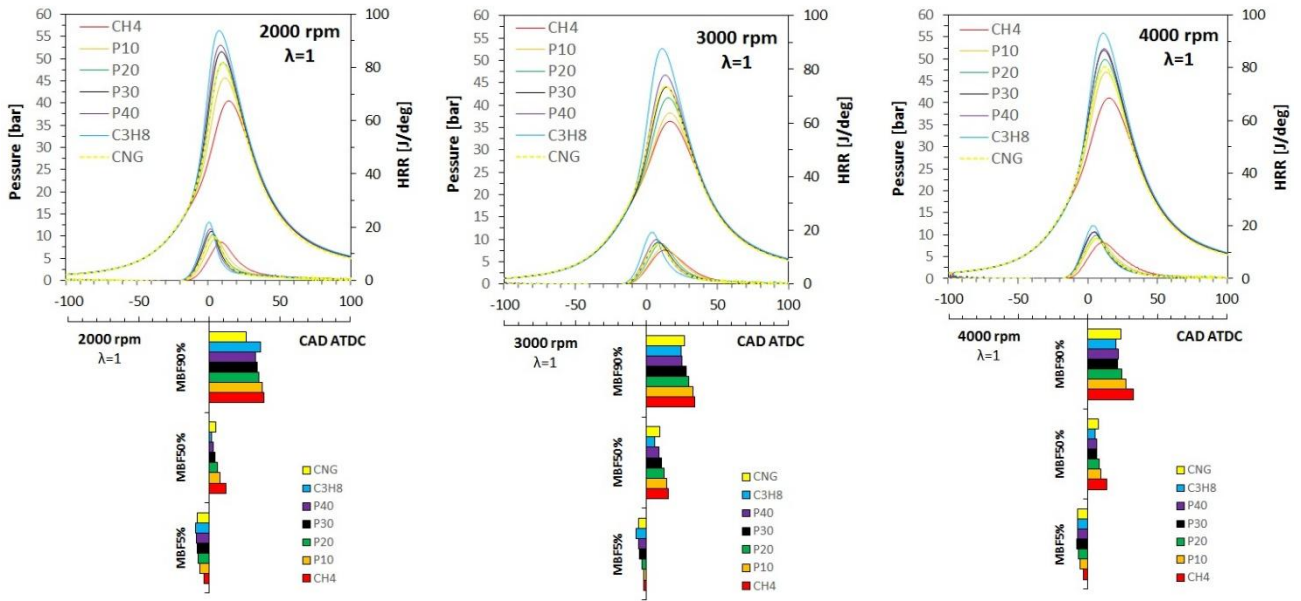 60
55
50
45
40
35
30
25
20
15
10
5
0
Pessure [bar]
CH4
P10
P20
P30
P40
C3H8
CNG
2000 rpm
λ=1
100
80
60
40
20
0
HRR [J/deg]
-100 -50 0 50 100
60
55
50
45
40
35
30
25
20
15
10
5
0
Pessure [bar]
CH4
P10
P20
P30
P40
C3H8
CNG
3000 rpm
λ=1
100
80
60
40
20
0
HRR [J/deg]
-100 -50 0 50 100
60
55
50
45
40
35
30
25
20
15
10
5
0
Pessure [bar]
CH4
P10
P20
P30
P40
C3H8
CNG
4000 rpm
λ=1
100
80
60
40
20
0
HRR [J/deg]
-100 -50 0 50 100
2000 rpm
λ=1
CAD ATDC
MBF90%
MBF50%
MBF5%
CNG
C3H8
P40
P30
P20
P10
CH4
3000 rpm
λ=1
CAD ATDC
MBF90%
MBF50%
MBF5%
CNG
C3H8
P40
P30
P20
P10
CH4
4000 rpm
λ=1
CAD ATDC
MBF90%
MBF50%
MBF5%
CNG
C3H8
P40
P30
P20
P10
CH4